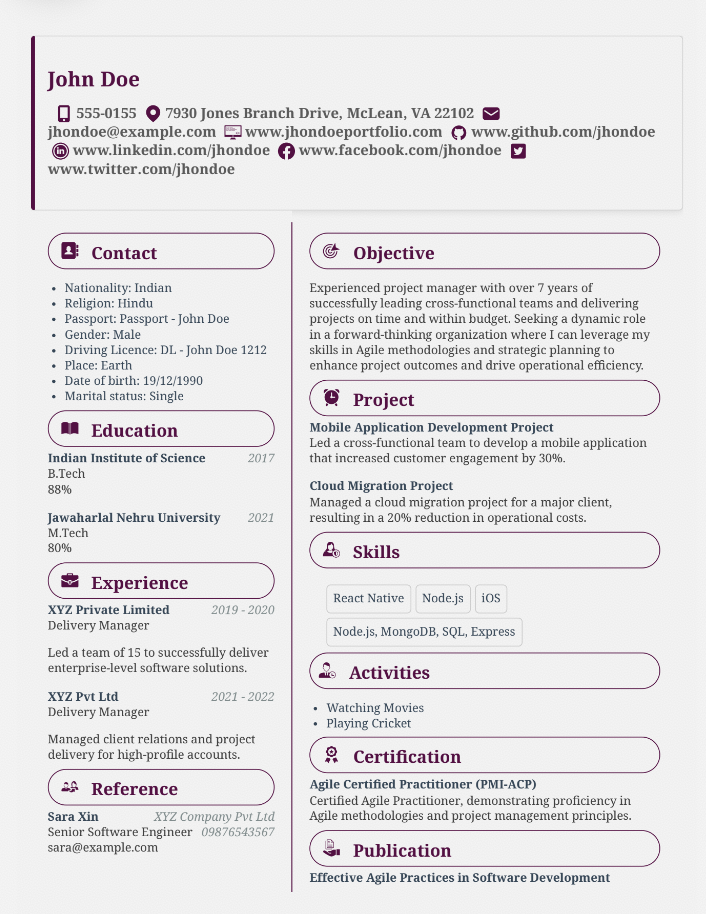 John Doe
555-0155 7930 Jones Branch Drive, McLean, VA 22102
jhondoe@example.com www.jhondoeportfolio.com www.github.com/jhondoe
www.linkedin.com/jhondoe www.facebook.com/jhondoe
www.twitter.com/jhondoe
Contact
Nationality: Indian
Religion: Hindu
Passport: Passport - John Doe
Gender: Male
Driving Licence: DL - John Doe 1212
Place: Earth
Date of birth: 19/12/1990
Marital status: Single
Education
Indian Institute of Science 2017
B.Tech
88%
Jawaharlal Nehru University 2021
M.Tech
80%
Experience
XYZ Private Limited 2019 - 2020
Delivery Manager
Led a team of 15 to successfully deliver
enterprise-level software solutions.
XYZ Pvt Ltd 2021 - 2022
Delivery Manager
Managed client relations and project
delivery for high-profile accounts.
Reference
Sara Xin XYZ Company Pvt Ltd
Senior Software Engineer 09876543567
sara@example.com
Objective
Experienced project manager with over 7 years of
successfully leading cross-functional teams and delivering
projects on time and within budget. Seeking a dynamic role
in a forward-thinking organization where I can leverage my
skills in Agile methodologies and strategic planning to
enhance project outcomes and drive operational efficiency.
Project
Mobile Application Development Project
Led a cross-functional team to develop a mobile application
that increased customer engagement by 30%.
Cloud Migration Project
Managed a cloud migration project for a major client,
resulting in a 20% reduction in operational costs.
Skills
React Native Node.js iOS
Node.js, MongoDB, SQL, Express
Activities
Watching Movies
Playing Cricket
Certification
Agile Certified Practitioner (PMI-ACP)
Certified Agile Practitioner, demonstrating proficiency in
Agile methodologies and project management principles.
Publication
Effective Agile Practices in Software Development